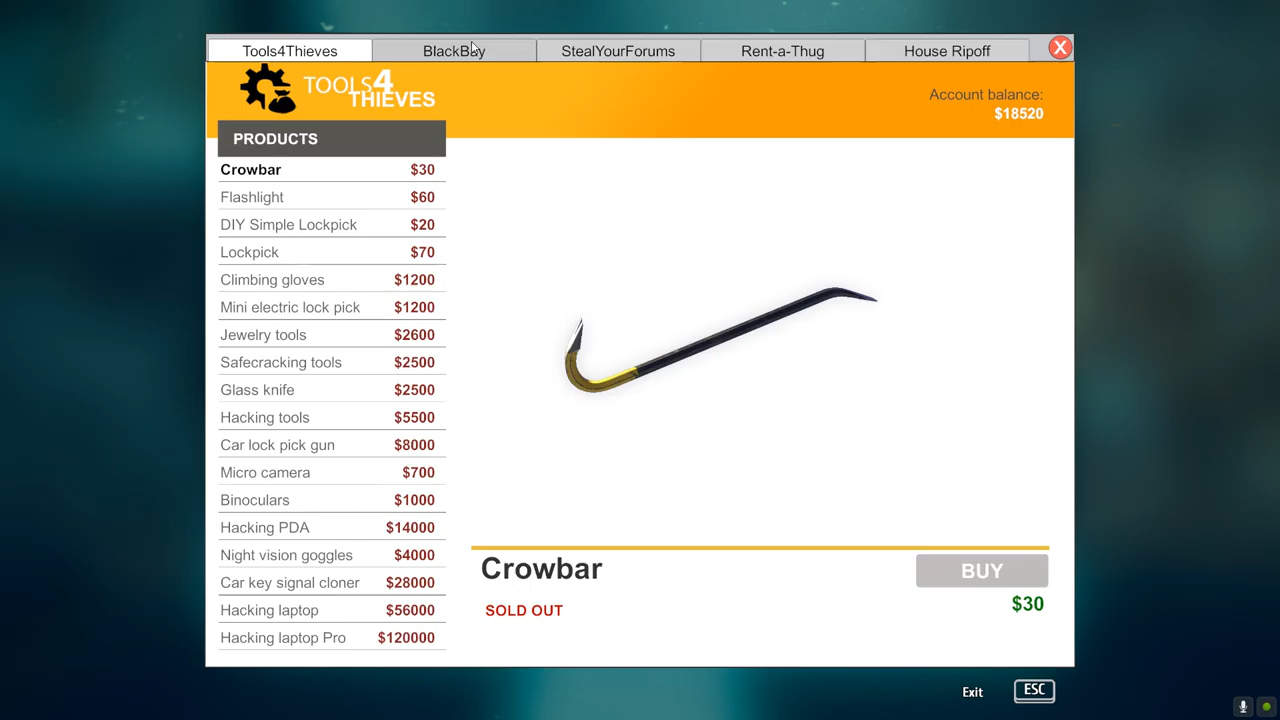 Tools4Thieves
BlackBay
StealYourForums
Rent-a-Thug
House Ripoff
X
TOOLS4
THIEVES
Account balance:
$18520
PRODUCTS
Crowbar $30
Flashlight $60
DIY Simple Lockpick $20
Lockpick $70
Climbing gloves $1200
Mini electric lock pick $1200
Jewelry tools $2600
Safecracking tools $2500
Glass knife $2500
Hacking tools $5500
Car lock pick gun $8000
Micro camera $700
Binoculars $1000
Hacking PDA $14000
Night vision goggles $4000
Car key signal cloner $28000
Hacking laptop $56000
Hacking laptop Pro $120000
Crowbar
BUY
SOLD OUT
$30
Exit ESC